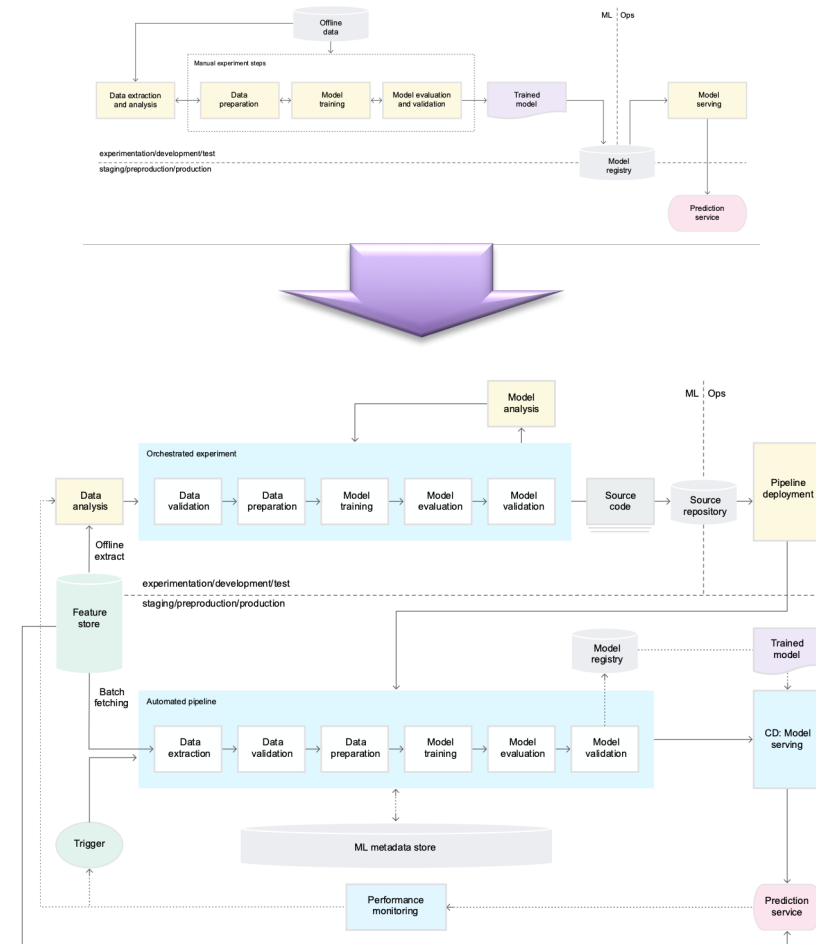 Offline
data
ML Ops
Manual experiment steps
Data extraction
and analysis
Data
preparation
Model
training
Model evaluation
and validation
Trained
model
Model
serving
experimentation/development/test
staging/preproduction/production
Model
registry
Prediction
service
Model
analysis
ML Ops
Orchestrated experiment
Data
analysis
Data
validation
Data
preparation
Model
training
Model
evaluation
Model
validation
Source
code
Source
repository
Pipeline
deployment
Offline
extract
experimentation/development/test
staging/preproduction/production
Feature
store
Model
registry
Trained
model
Batch
fetching
Automated pipeline
Data
extraction
Data
validation
Data
preparation
Model
training
Model
evaluation
Model
validation
CD: Model
serving
Trigger
ML metadata store
Performance
monitoring
Prediction
service